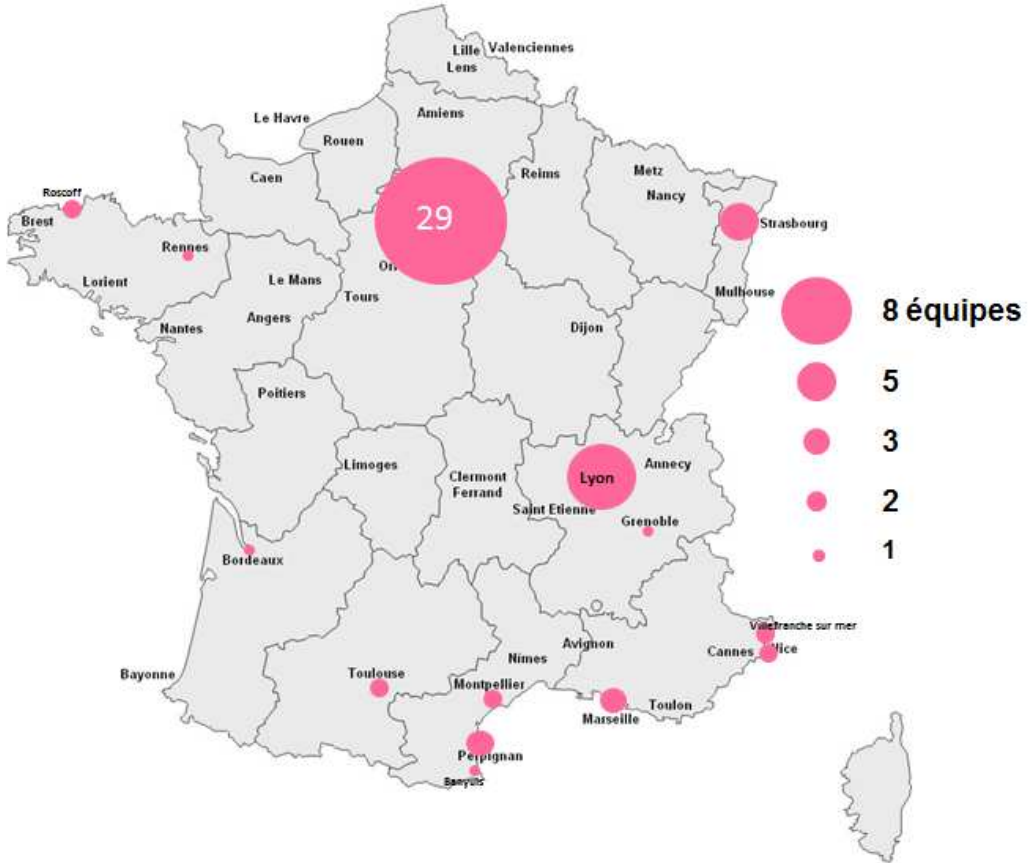 Lille Valenciennes
Lens
Amiens
Le Havre
Rouen
Caen
Reims
Metz
Nancy
Roscoff
Brest
29
Strasbourg
Rennes
Lorient
Le Mans
Tours
Mulhouse
Nantes
Angers
Dijon
8 équipes
5
3
2
1
Poitiers
Limoges
Clermont
Ferrand
Lyon
Annecy
Saint Etienne
Grenoble
Bordeaux
Villefranche sur mer
Avignon
Cannes
Nîmes
Bayonne
Toulouse
Montpellier
Toulon
Marseille
Perpignan
Banyuls